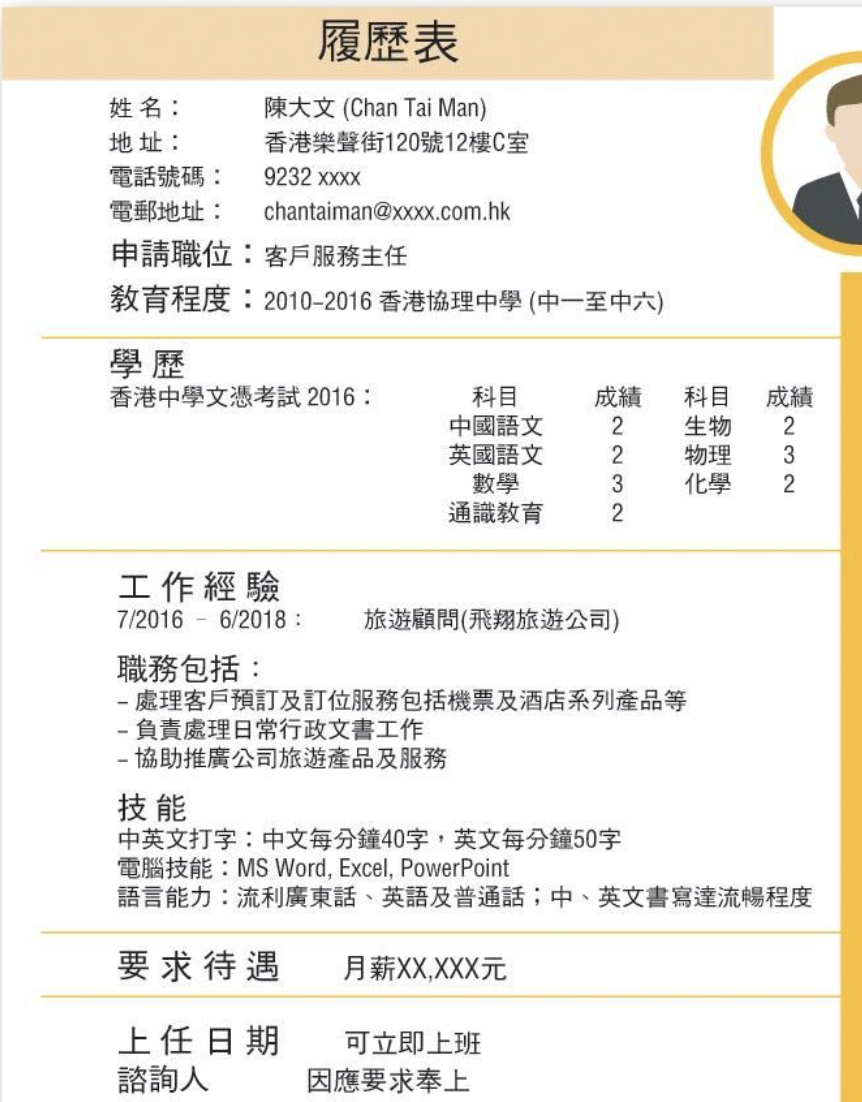 履歷表
姓 名： 陳大文 (Chan Tai Man)
地 址： 香港樂聲街120號12樓C室
電話號碼： 9232 xxxx
電郵地址： chantaiman@xxxx.com.hk
申請職位：客戶服務主任
教育程度：2010–2016 香港協理中學 (中一至中六)
學 歷
香港中學文憑考試 2016： 科目 成績 科目 成績
中國語文 2 生物 2
英國語文 2 物理 3
數學 3 化學 2
通識教育 2
工 作 經 驗
7/2016 – 6/2018： 旅遊顧問(飛翔旅遊公司)
職務包括：
– 處理客戶預訂及訂位服務包括機票及酒店系列產品等
– 負責處理日常行政文書工作
– 協助推廣公司旅遊產品及服務
技 能
中英文打字：中文每分鐘40字，英文每分鐘50字
電腦技能：MS Word, Excel, PowerPoint
語言能力：流利廣東話、英語及普通話；中、英文書寫達流暢程度
要 求 待 遇 月薪XX,XXX元
上 任 日 期 可立即上班
諮詢人 因應要求奉上